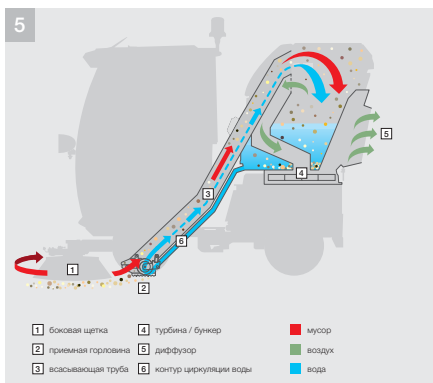 5
5
4
3
6
1
2
1 боковая щетка
4 турбина / бункер
мусор
2 приемная горловина
5 диффузор
воздух
3 всасывающая труба
6 контур циркуляции воды
вода